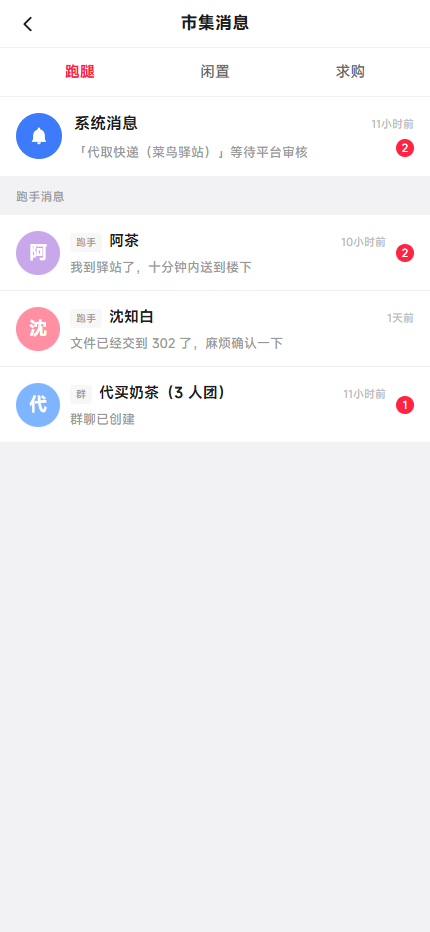 市集消息
跑腿 闲置 求购
系统消息 11小时前
「代取快递（菜鸟驿站）」等待平台审核 2
跑手消息
阿 跑手 阿茶 10小时前 2
我到驿站了，十分钟内送到楼下
沈 跑手 沈知白 1天前
文件已经交到 302 了，麻烦确认一下
代 群 代买奶茶（3 人团） 11小时前 1
群聊已创建